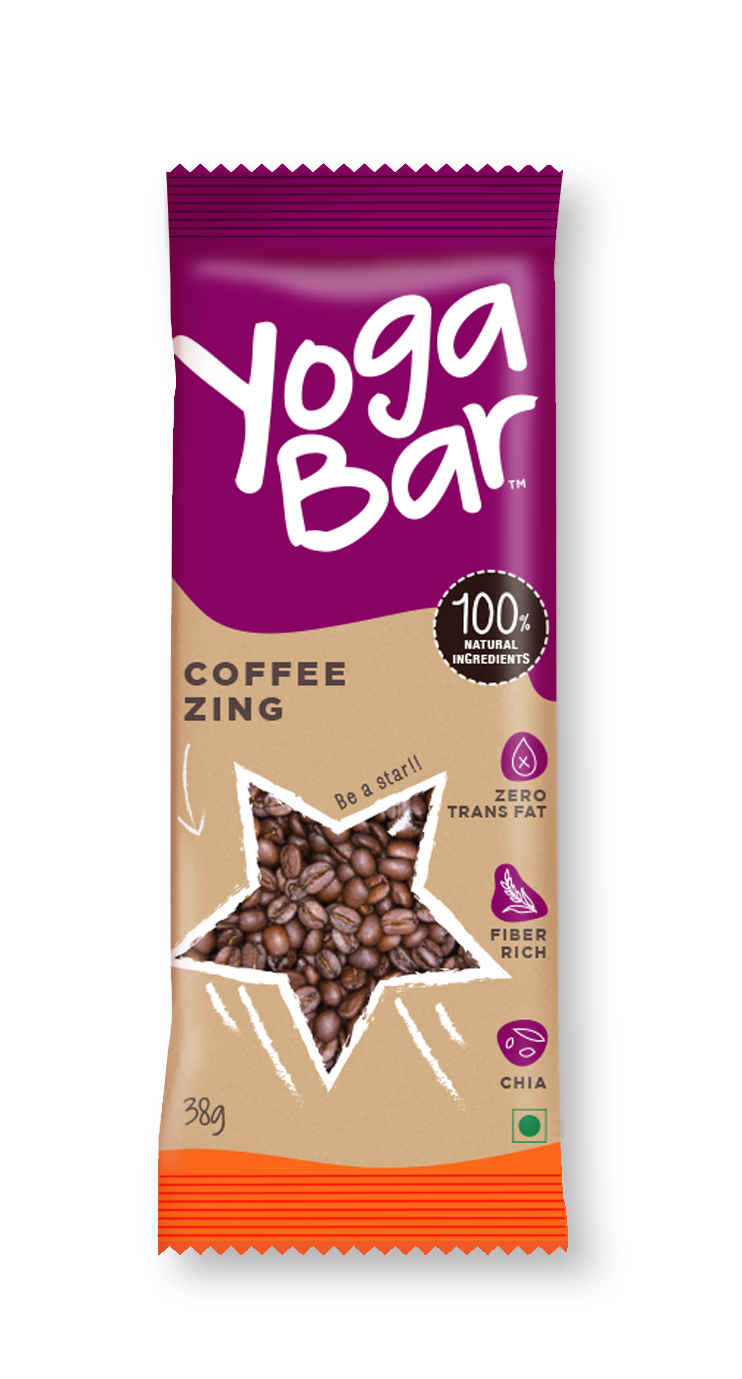 Yoga
Bar™
100%
NATURAL
INGREDIENTS
COFFEE
ZING
Be a star!!
ZERO
TRANS FAT
FIBER
RICH
CHIA
38g